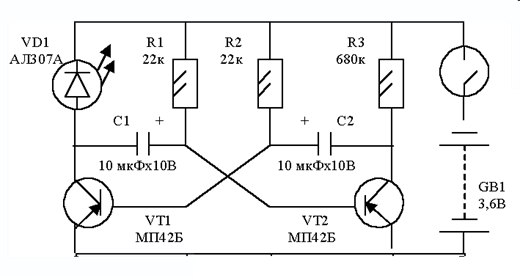 VD1
АЛ307А
R1
22к
R2
22к
R3
680к
C1
+
+
C2
10 мкФх10В
10 мкФх10В
GB1
3,6В
VT1
МП42Б
VT2
МП42Б